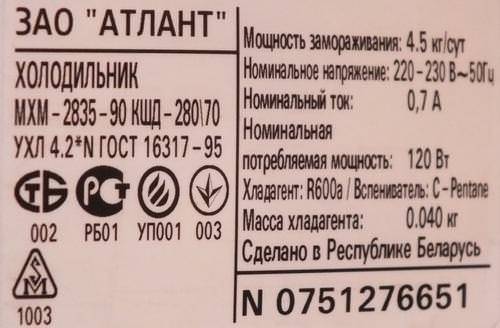 ЗАО "АТЛАНТ"
ХОЛОДИЛЬНИК
МХМ-2835-90 КШД-280\70
УХЛ 4.2*N ГОСТ 16317-95
СТБ РСТ
002 РБ01 УП001 003
1003
Мощность замораживания: 4.5 кг/сут
Номинальное напряжение: 220-230 В~50Гц
Номинальный ток: 0,7 А
Номинальная
потребляемая мощность: 120 Вт
Хладагент: R600a / Вспениватель: C-Pentane
Масса хладагента: 0.040 кг
Сделано в Республике Беларусь
N 0751276651